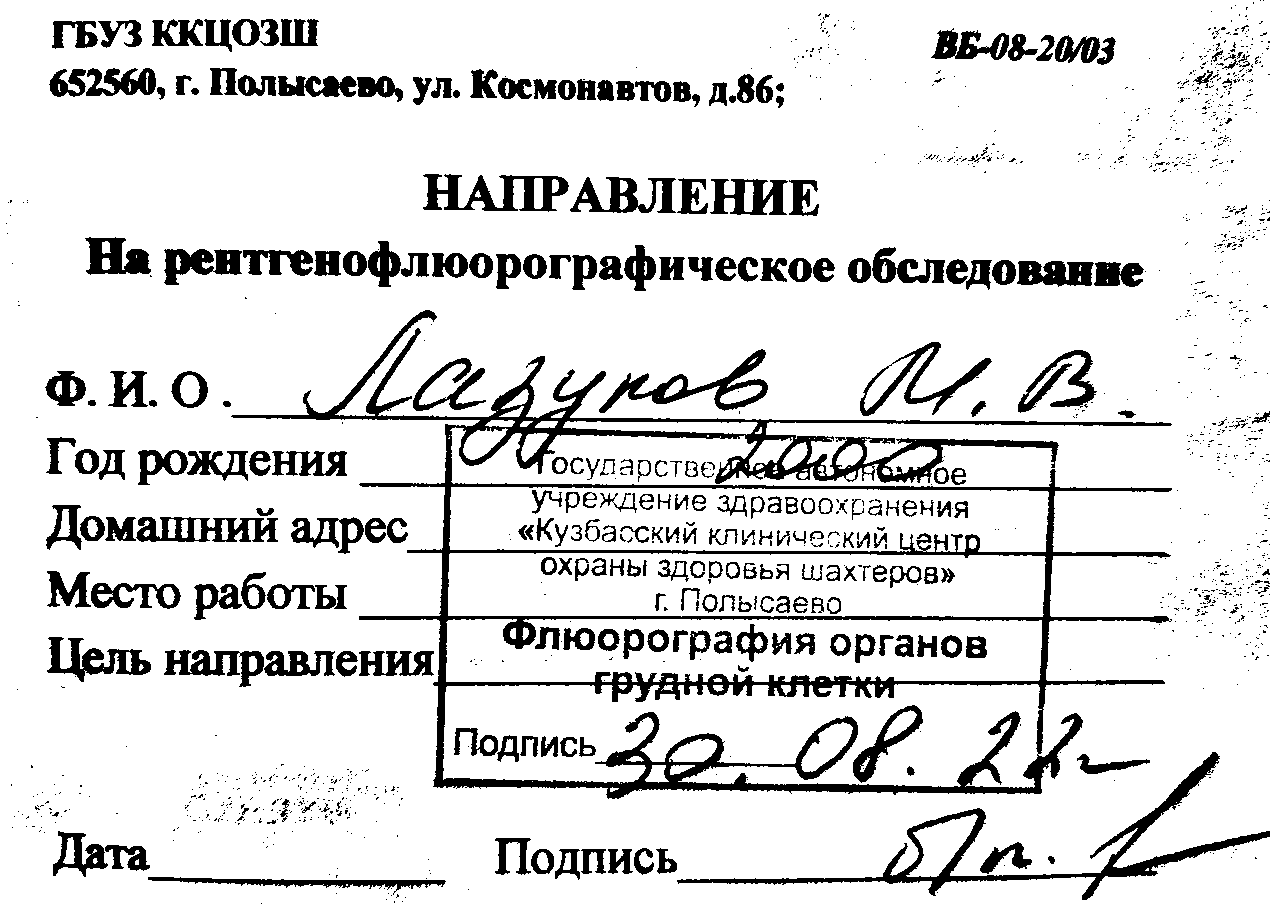 ГБУЗ ККЦОЗШ
ВБ-08-20/03
652560, г. Полысаево, ул. Космонавтов, д.86;
НАПРАВЛЕНИЕ
На рентгенофлюорографическое обследование
Ф. И. О. Лазуков М. В.
Год рождения 2000
Домашний адрес
Место работы
Цель направления
Государственное автономное
учреждение здравоохранения
«Кузбасский клинический центр
охраны здоровья шахтеров»
г. Полысаево
Флюорография органов
грудной клетки
Подпись 30.08.22г
Дата
Подпись